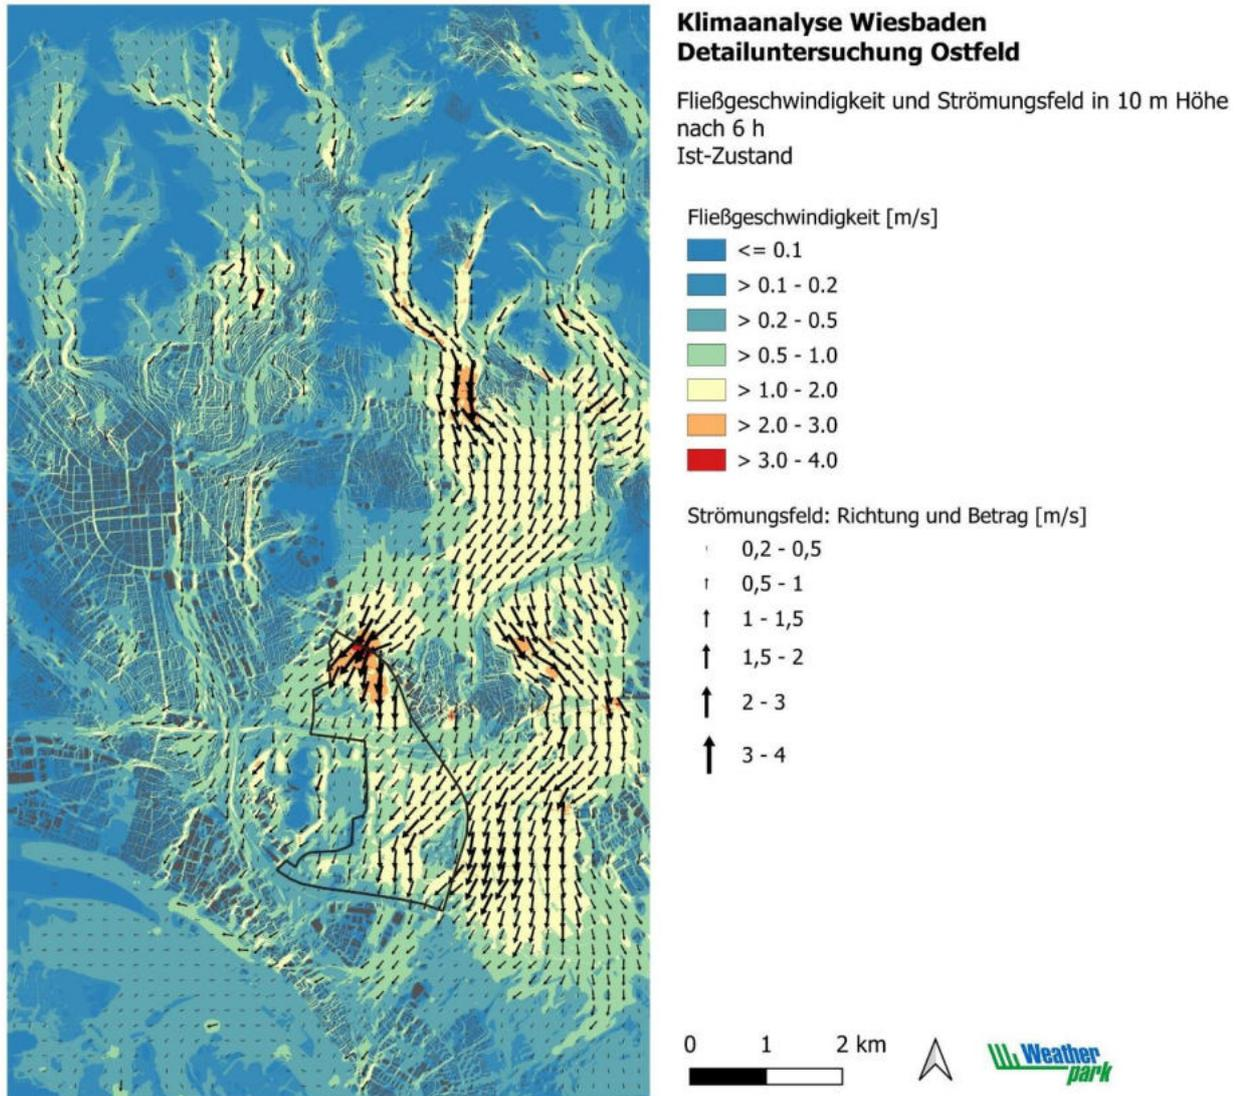 Klimaanalyse Wiesbaden
Detailuntersuchung Ostfeld
Fließgeschwindigkeit und Strömungsfeld in 10 m Höhe
nach 6 h
Ist-Zustand
Fließgeschwindigkeit [m/s]
<= 0.1
> 0.1 - 0.2
> 0.2 - 0.5
> 0.5 - 1.0
> 1.0 - 2.0
> 2.0 - 3.0
> 3.0 - 4.0
Strömungsfeld: Richtung und Betrag [m/s]
0,2 - 0,5
0,5 - 1
1 - 1,5
1,5 - 2
2 - 3
3 - 4
0 1 2 km
Weather
park